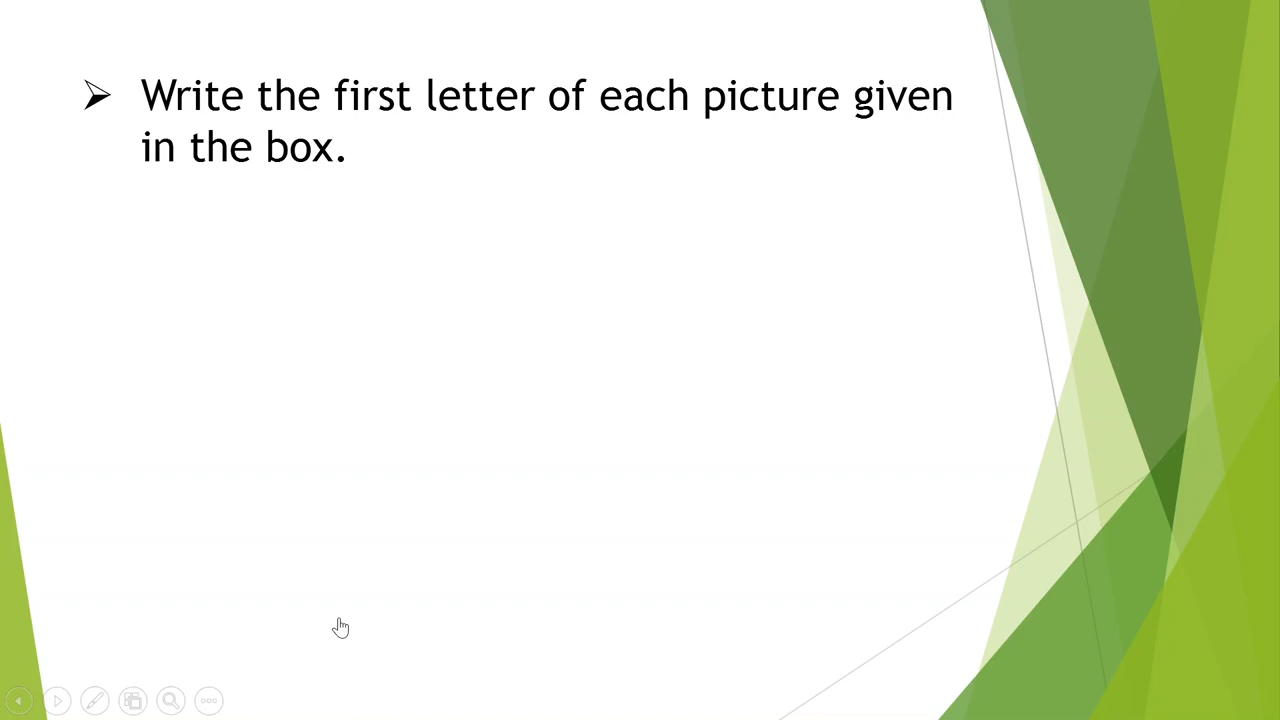 Write the first letter of each picture given
in the box.